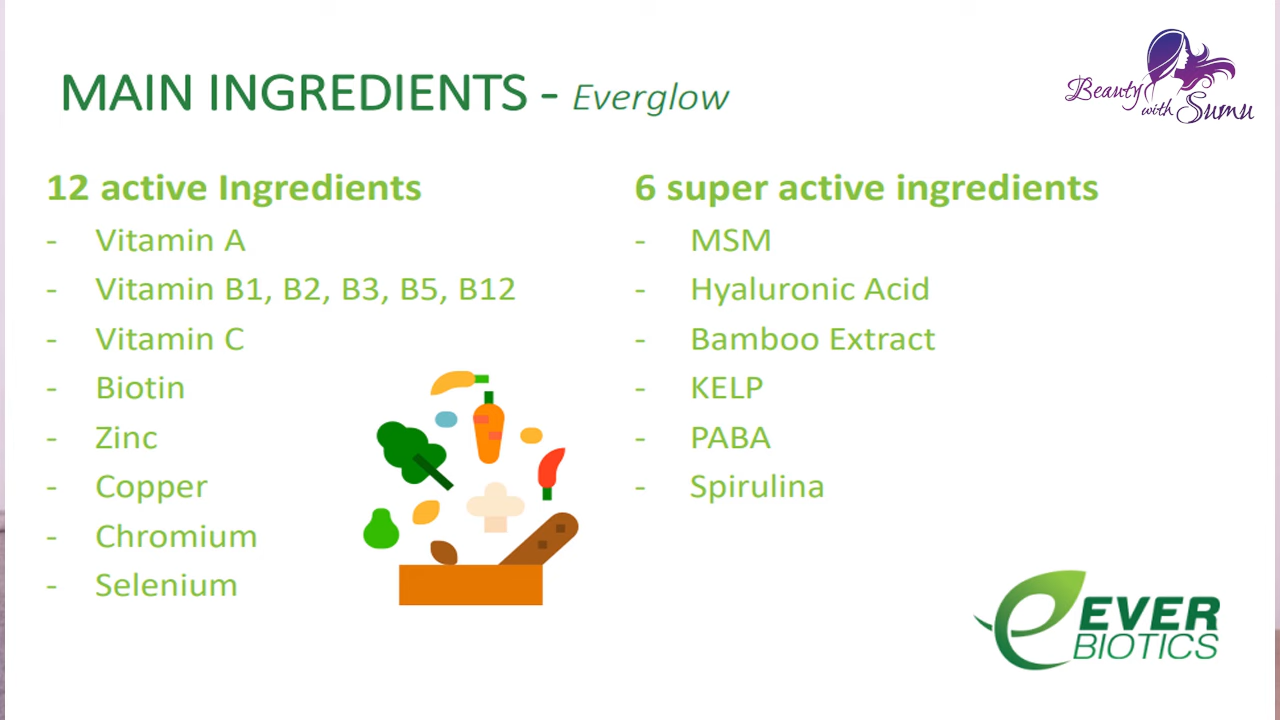 MAIN INGREDIENTS - Everglow
Beauty
with Sumu
12 active Ingredients
- Vitamin A
- Vitamin B1, B2, B3, B5, B12
- Vitamin C
- Biotin
- Zinc
- Copper
- Chromium
- Selenium
6 super active ingredients
- MSM
- Hyaluronic Acid
- Bamboo Extract
- KELP
- PABA
- Spirulina
EVER
BIOTICS